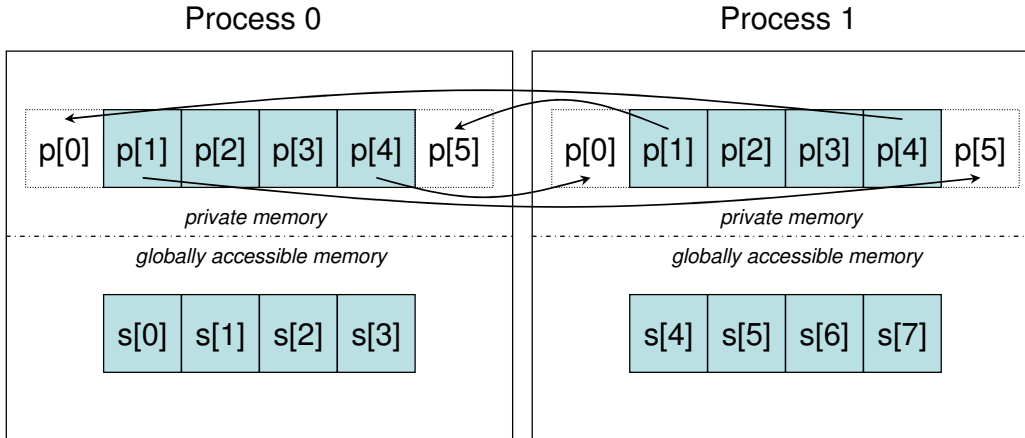 Process 0 Process 1
p[0] p[1] p[2] p[3] p[4] p[5] p[0] p[1] p[2] p[3] p[4] p[5]
private memory private memory
globally accessible memory globally accessible memory
s[0] s[1] s[2] s[3] s[4] s[5] s[6] s[7]